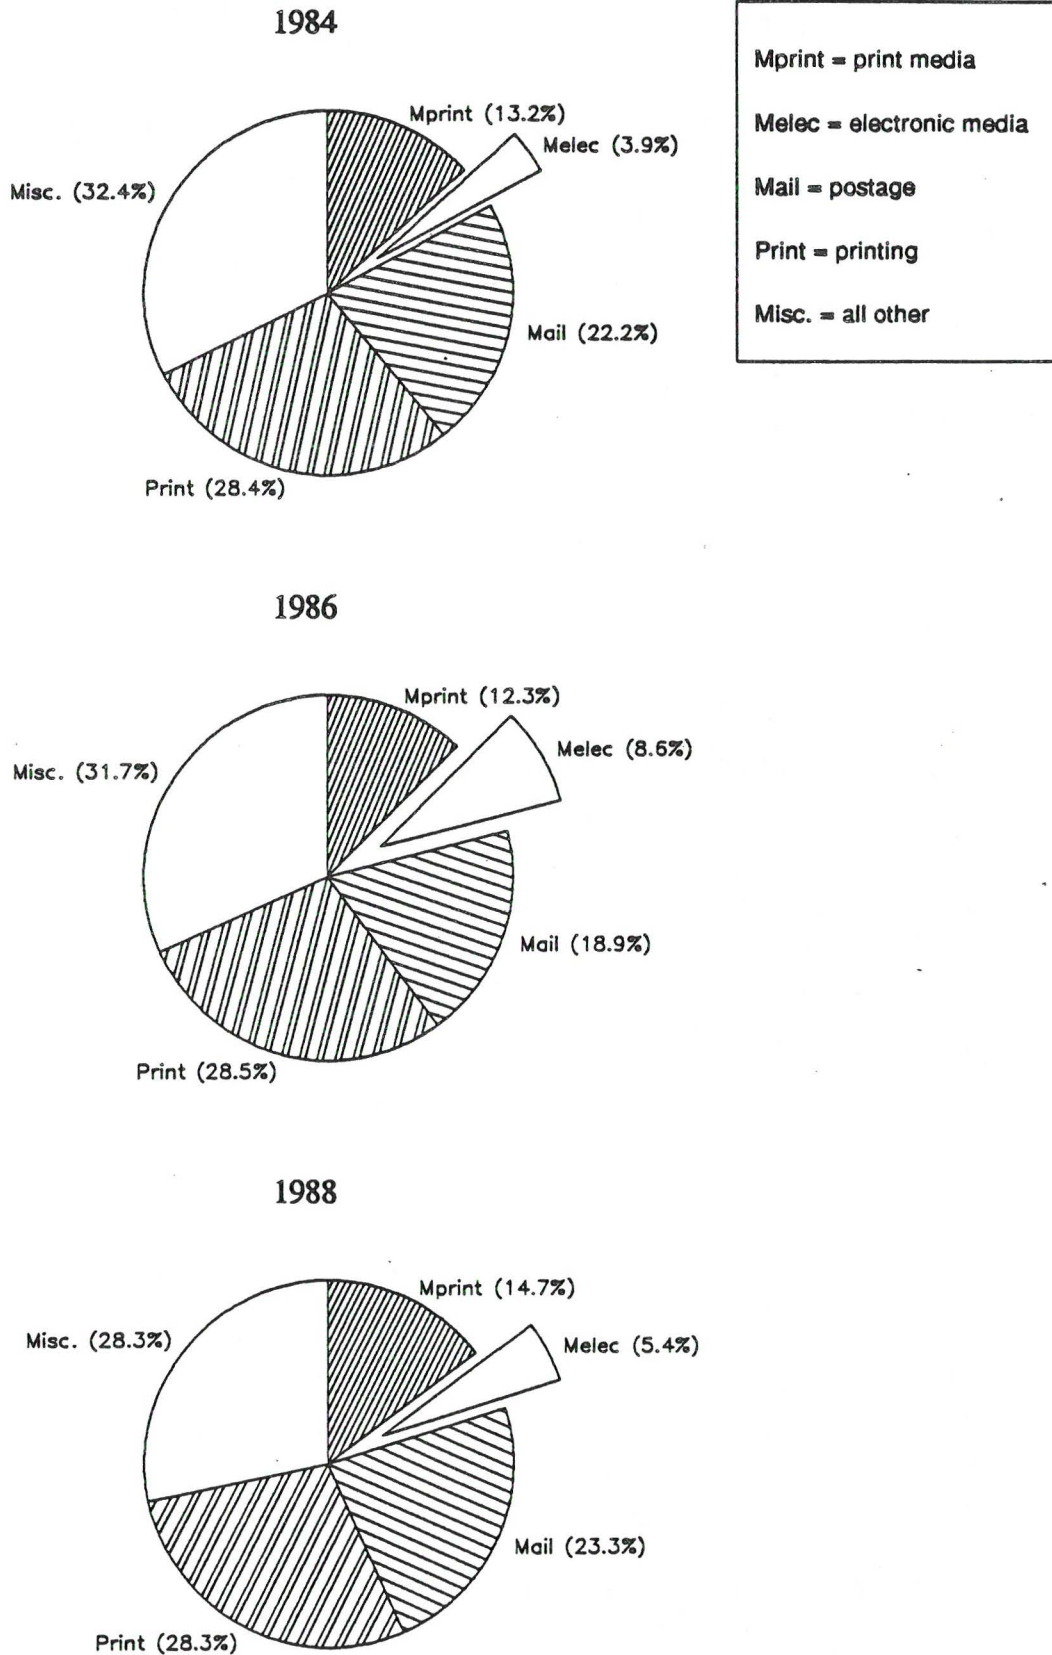 1984
Mprint = print media
Melec = electronic media
Mail = postage
Print = printing
Misc. = all other
Mprint (13.2%)
Melec (3.9%)
Misc. (32.4%)
Mail (22.2%)
Print (28.4%)
1986
Mprint (12.3%)
Melec (8.6%)
Misc. (31.7%)
Mail (18.9%)
Print (28.5%)
1988
Mprint (14.7%)
Melec (5.4%)
Misc. (28.3%)
Mail (23.3%)
Print (28.3%)